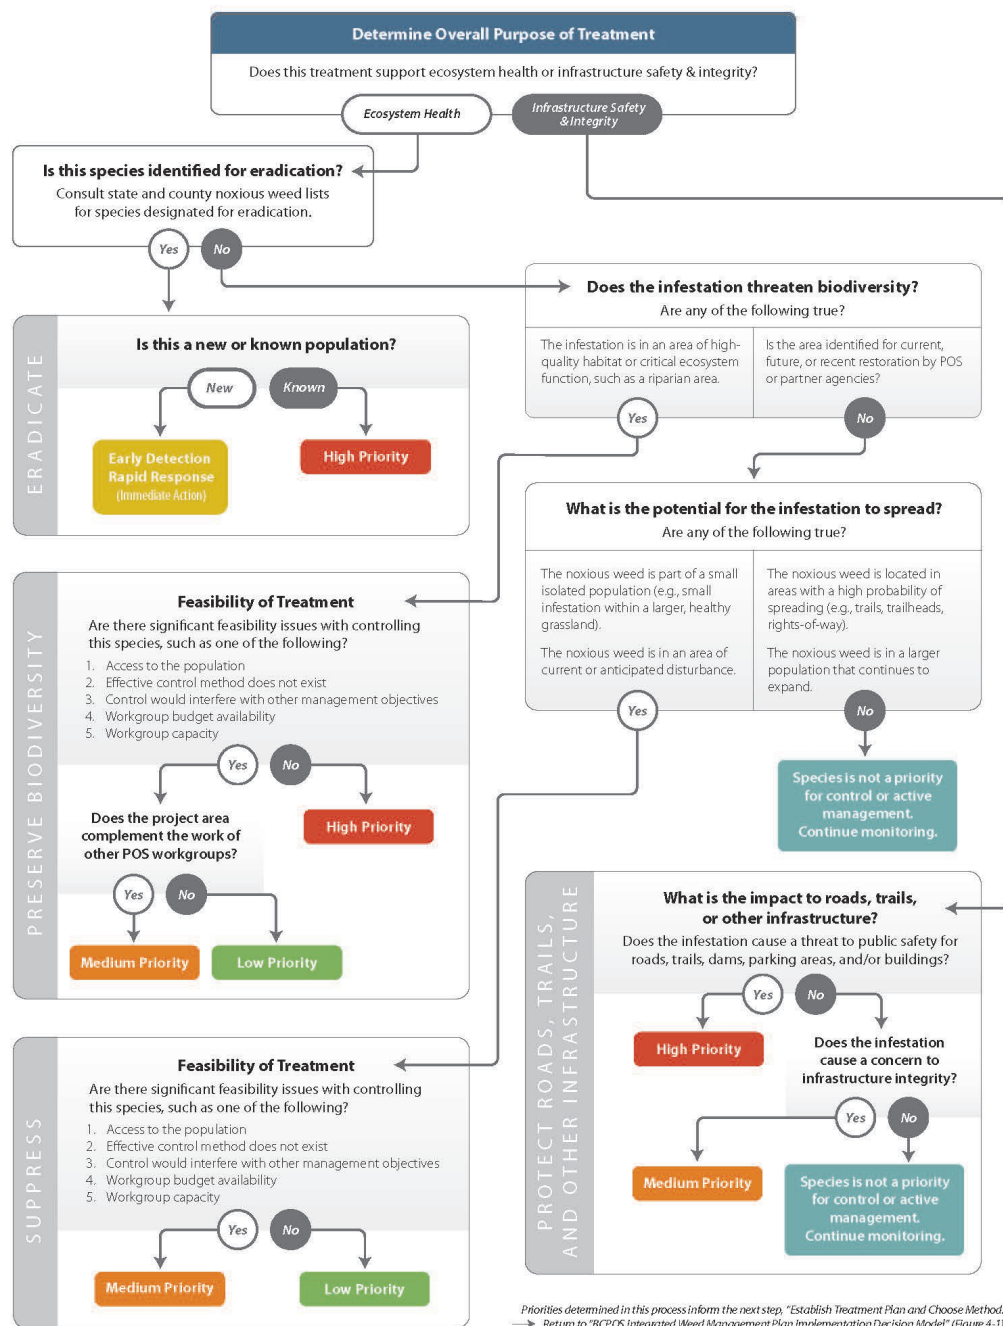 Determine Overall Purpose of Treatment
Does this treatment support ecosystem health or infrastructure safety & integrity?
Ecosystem Health
Infrastructure Safety
& Integrity
Is this species identified for eradication?
Consult state and county noxious weed lists
for species designated for eradication.
Yes
No
ERADICATE
Is this a new or known population?
New
Known
Early Detection
Rapid Response
(Immediate Action)
High Priority
Does the infestation threaten biodiversity?
Are any of the following true?
The infestation is in an area of high-
quality habitat or critical ecosystem
function, such as a riparian area.
Is the area identified for current,
future, or recent restoration by POS
or partner agencies?
Yes
No
What is the potential for the infestation to spread?
Are any of the following true?
The noxious weed is part of a small
isolated population (e.g., small
infestation within a larger, healthy
grassland).
The noxious weed is in an area of
current or anticipated disturbance.
The noxious weed is located in
areas with a high probability of
spreading (e.g., trails, trailheads,
rights-of-way).
The noxious weed is in a larger
population that continues to
expand.
Yes
No
Species is not a priority
for control or active
management.
Continue monitoring.
PRESERVE BIODIVERSITY
Feasibility of Treatment
Are there significant feasibility issues with controlling
this species, such as one of the following?
1. Access to the population
2. Effective control method does not exist
3. Control would interfere with other management objectives
4. Workgroup budget availability
5. Workgroup capacity
Yes
No
Does the project area
complement the work of
other POS workgroups?
High Priority
Yes
No
Medium Priority
Low Priority
SUPPRESS
Feasibility of Treatment
Are there significant feasibility issues with controlling
this species, such as one of the following?
1. Access to the population
2. Effective control method does not exist
3. Control would interfere with other management objectives
4. Workgroup budget availability
5. Workgroup capacity
Yes
No
Medium Priority
Low Priority
PROTECT ROADS, TRAILS,
AND OTHER INFRASTRUCTURE
What is the impact to roads, trails,
or other infrastructure?
Does the infestation cause a threat to public safety for
roads, trails, dams, parking areas, and/or buildings?
Yes
No
High Priority
Does the infestation
cause a concern to
infrastructure integrity?
Yes
No
Medium Priority
Species is not a priority
for control or active
management.
Continue monitoring.
Priorities determined in this process inform the next step, "Establish Treatment Plan and Choose Method.
Return to "BCPOS Integrated Weed Management Plan Implementation Decision Model" (Figure 4-1)